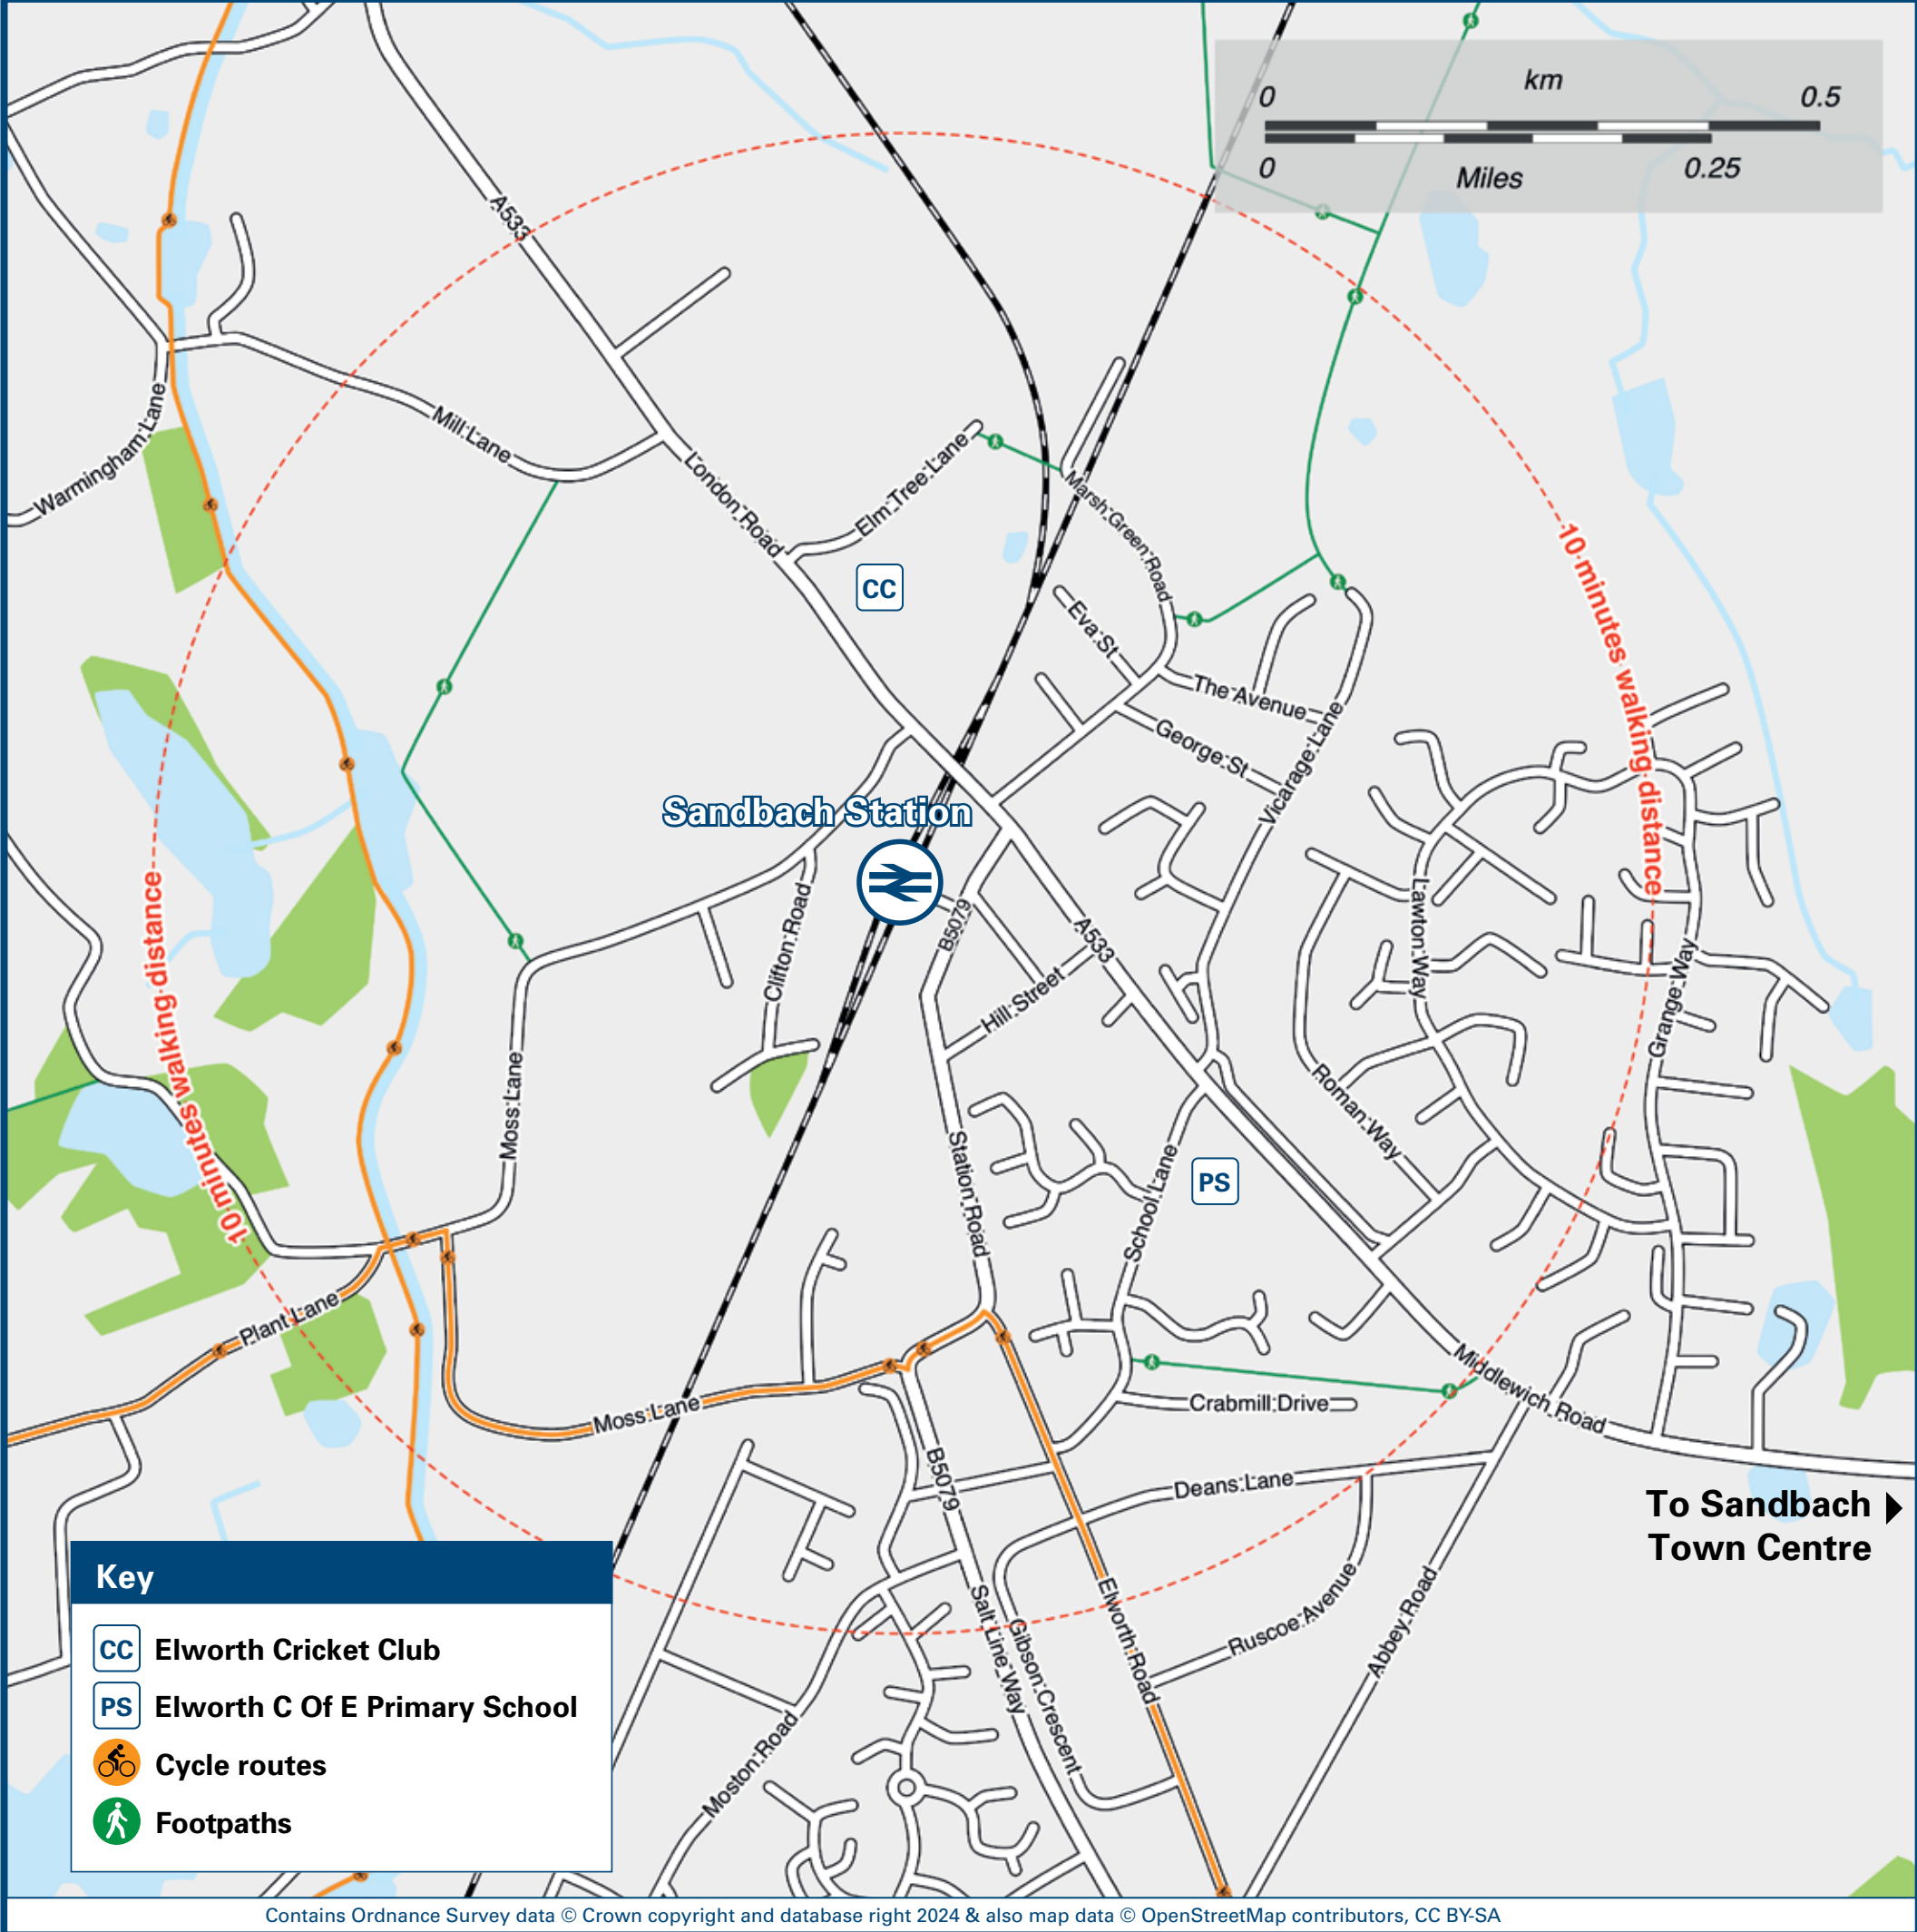 km
0 0.5
0 0.25
Miles
A533
Mill Lane
Warmingham Lane
London Road
Elm Tree Lane
Marsh Green Road
CC
Eva St
The Avenue
George St
Vicarage Lane
10 minutes walking distance
Sandbach Station
Clifton Road
B5079
A533
Hill Street
Lawton Way
Grange Way
Roman Way
10 minutes walking distance
Moss Lane
Station Road
School Lane
PS
Plant Lane
Moss Lane
Crabmill Drive
Middlewich Road
B5079
Deans Lane
To Sandbach
Town Centre
Salt Line Way
Gibson Crescent
Elworth Road
Ruscoe Avenue
Abbey Road
Moston Road
Key
CC Elworth Cricket Club
PS Elworth C Of E Primary School
Cycle routes
Footpaths
Contains Ordnance Survey data © Crown copyright and database right 2024 & also map data © OpenStreetMap contributors, CC BY-SA